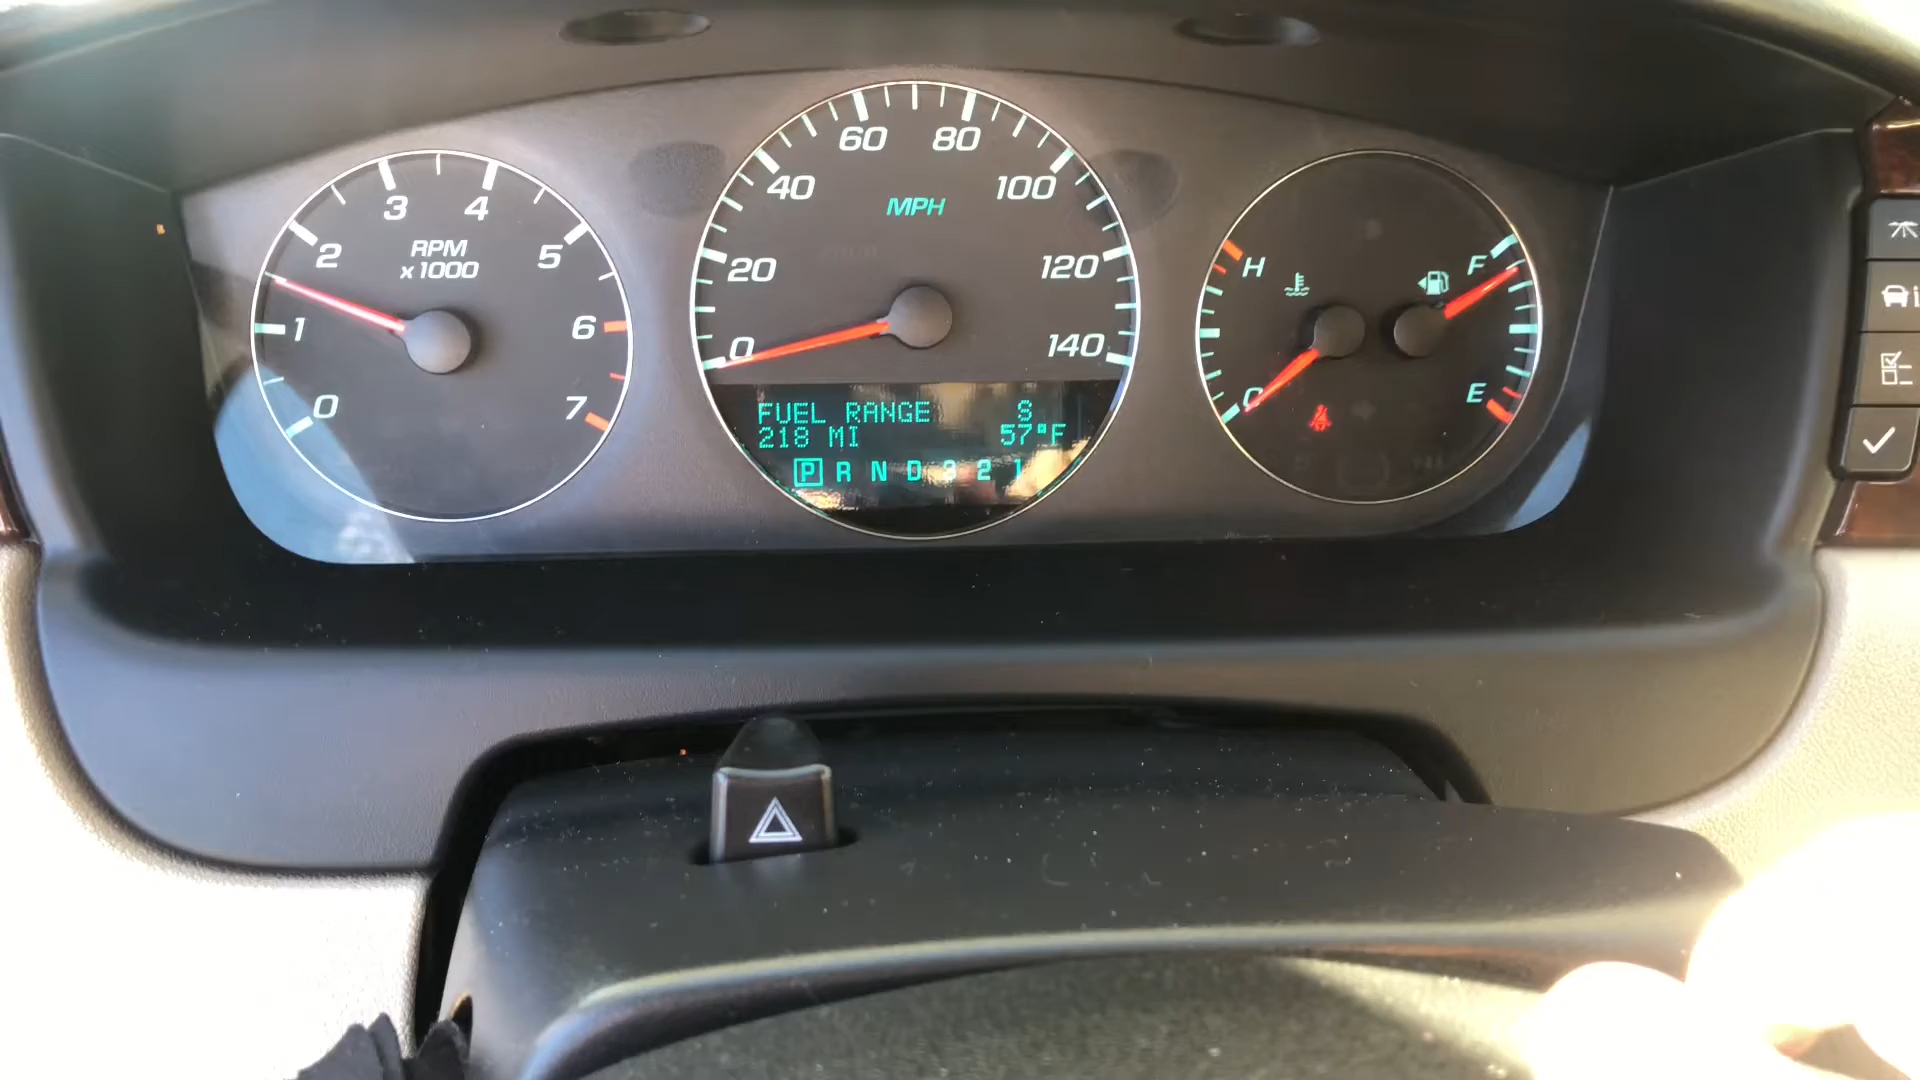 0 1 2 3 4 5 6 7
RPM
x1000
0 20 40 60 80 100 120 140
MPH
FUEL RANGE S
218 MI 57°F
P R N D 3 2 1
H
C
F
E
i